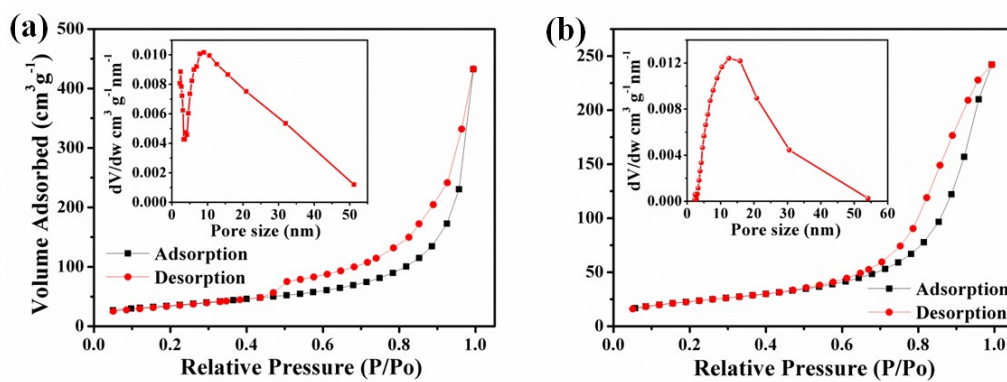 (a)
500
400
300
200
100
0
Volume Adsorbed (cm³g⁻¹)
0.010
0.008
0.006
0.004
0.002
0.000
dV/dw cm³ g⁻¹ nm⁻¹
0 10 20 30 40 50
Pore size (nm)
Adsorption
Desorption
0.0 0.2 0.4 0.6 0.8 1.0
Relative Pressure (P/Po)
(b)
250
200
150
100
50
0
0.012
0.008
0.004
0.000
dV/dw cm³ g⁻¹ nm⁻¹
0 10 20 30 40 50 60
Pore size (nm)
Adsorption
Desorption
0.0 0.2 0.4 0.6 0.8 1.0
Relative Pressure (P/Po)